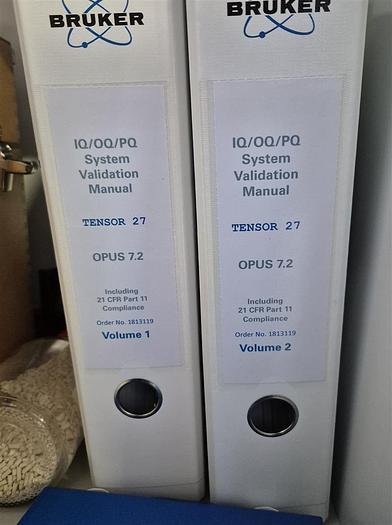 BRUKER
IQ/OQ/PQ
System
Validation
Manual
TENSOR 27
OPUS 7.2
Including
21 CFR Part 11
Compliance
Order No. 1813119
Volume 1
BRUKER
IQ/OQ/PQ
System
Validation
Manual
TENSOR 27
OPUS 7.2
Including
21 CFR Part 11
Compliance
Order No. 1813119
Volume 2